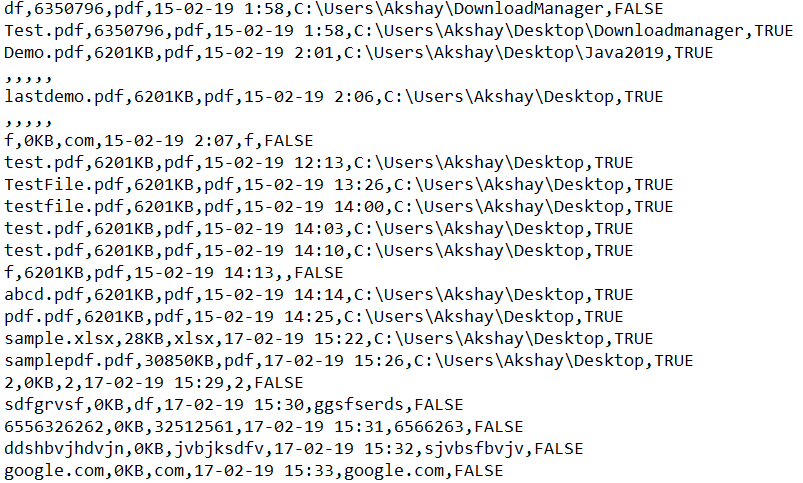 df,6350796,pdf,15-02-19 1:58,C:\Users\Akshay\DownloadManager,FALSE
Test.pdf,6350796,pdf,15-02-19 1:58,C:\Users\Akshay\Desktop\Downloadmanager,TRUE
Demo.pdf,6201KB,pdf,15-02-19 2:01,C:\Users\Akshay\Desktop\Java2019,TRUE
,,,,,
lastdemo.pdf,6201KB,pdf,15-02-19 2:06,C:\Users\Akshay\Desktop,TRUE
,,,,,
f,0KB,com,15-02-19 2:07,f,FALSE
test.pdf,6201KB,pdf,15-02-19 12:13,C:\Users\Akshay\Desktop,TRUE
TestFile.pdf,6201KB,pdf,15-02-19 13:26,C:\Users\Akshay\Desktop,TRUE
testfile.pdf,6201KB,pdf,15-02-19 14:00,C:\Users\Akshay\Desktop,TRUE
test.pdf,6201KB,pdf,15-02-19 14:03,C:\Users\Akshay\Desktop,TRUE
test.pdf,6201KB,pdf,15-02-19 14:10,C:\Users\Akshay\Desktop,TRUE
f,6201KB,pdf,15-02-19 14:13,,FALSE
abcd.pdf,6201KB,pdf,15-02-19 14:14,C:\Users\Akshay\Desktop,TRUE
pdf.pdf,6201KB,pdf,15-02-19 14:25,C:\Users\Akshay\Desktop,TRUE
sample.xlsx,28KB,xlsx,17-02-19 15:22,C:\Users\Akshay\Desktop,TRUE
samplepdf.pdf,30850KB,pdf,17-02-19 15:26,C:\Users\Akshay\Desktop,TRUE
2,0KB,2,17-02-19 15:29,2,FALSE
sdfgrvsf,0KB,df,17-02-19 15:30,ggsfserds,FALSE
6556326262,0KB,32512561,17-02-19 15:31,6566263,FALSE
ddshbvjhdvjn,0KB,jvbjksdfv,17-02-19 15:32,sjvbsfbvjv,FALSE
google.com,0KB,com,17-02-19 15:33,google.com,FALSE